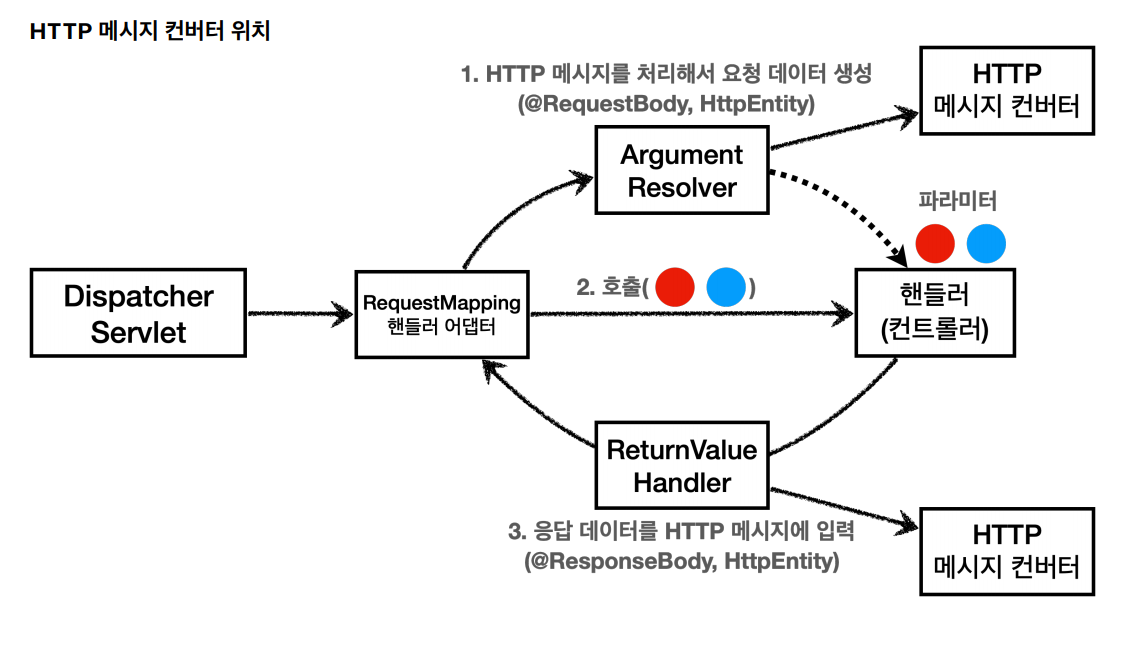 HTTP 메시지 컨버터 위치
1. HTTP 메시지를 처리해서 요청 데이터 생성
(@RequestBody, HttpEntity)
HTTP
메시지 컨버터
Argument
Resolver
파라미터
Dispatcher
Servlet
RequestMapping
핸들러 어댑터
2. 호출( )
핸들러
(컨트롤러)
ReturnValue
Handler
3. 응답 데이터를 HTTP 메시지에 입력
(@ResponseBody, HttpEntity)
HTTP
메시지 컨버터